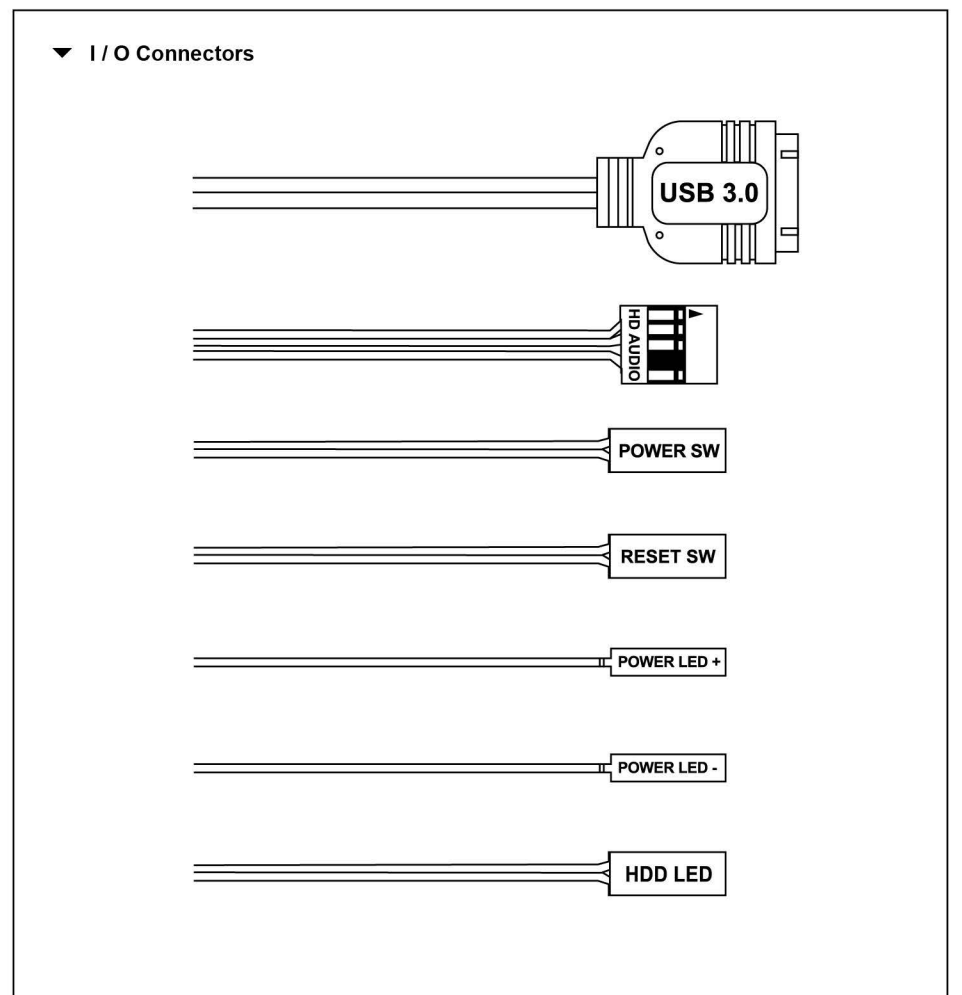 I / O Connectors
USB 3.0
HD AUDIO
POWER SW
RESET SW
POWER LED +
POWER LED -
HDD LED